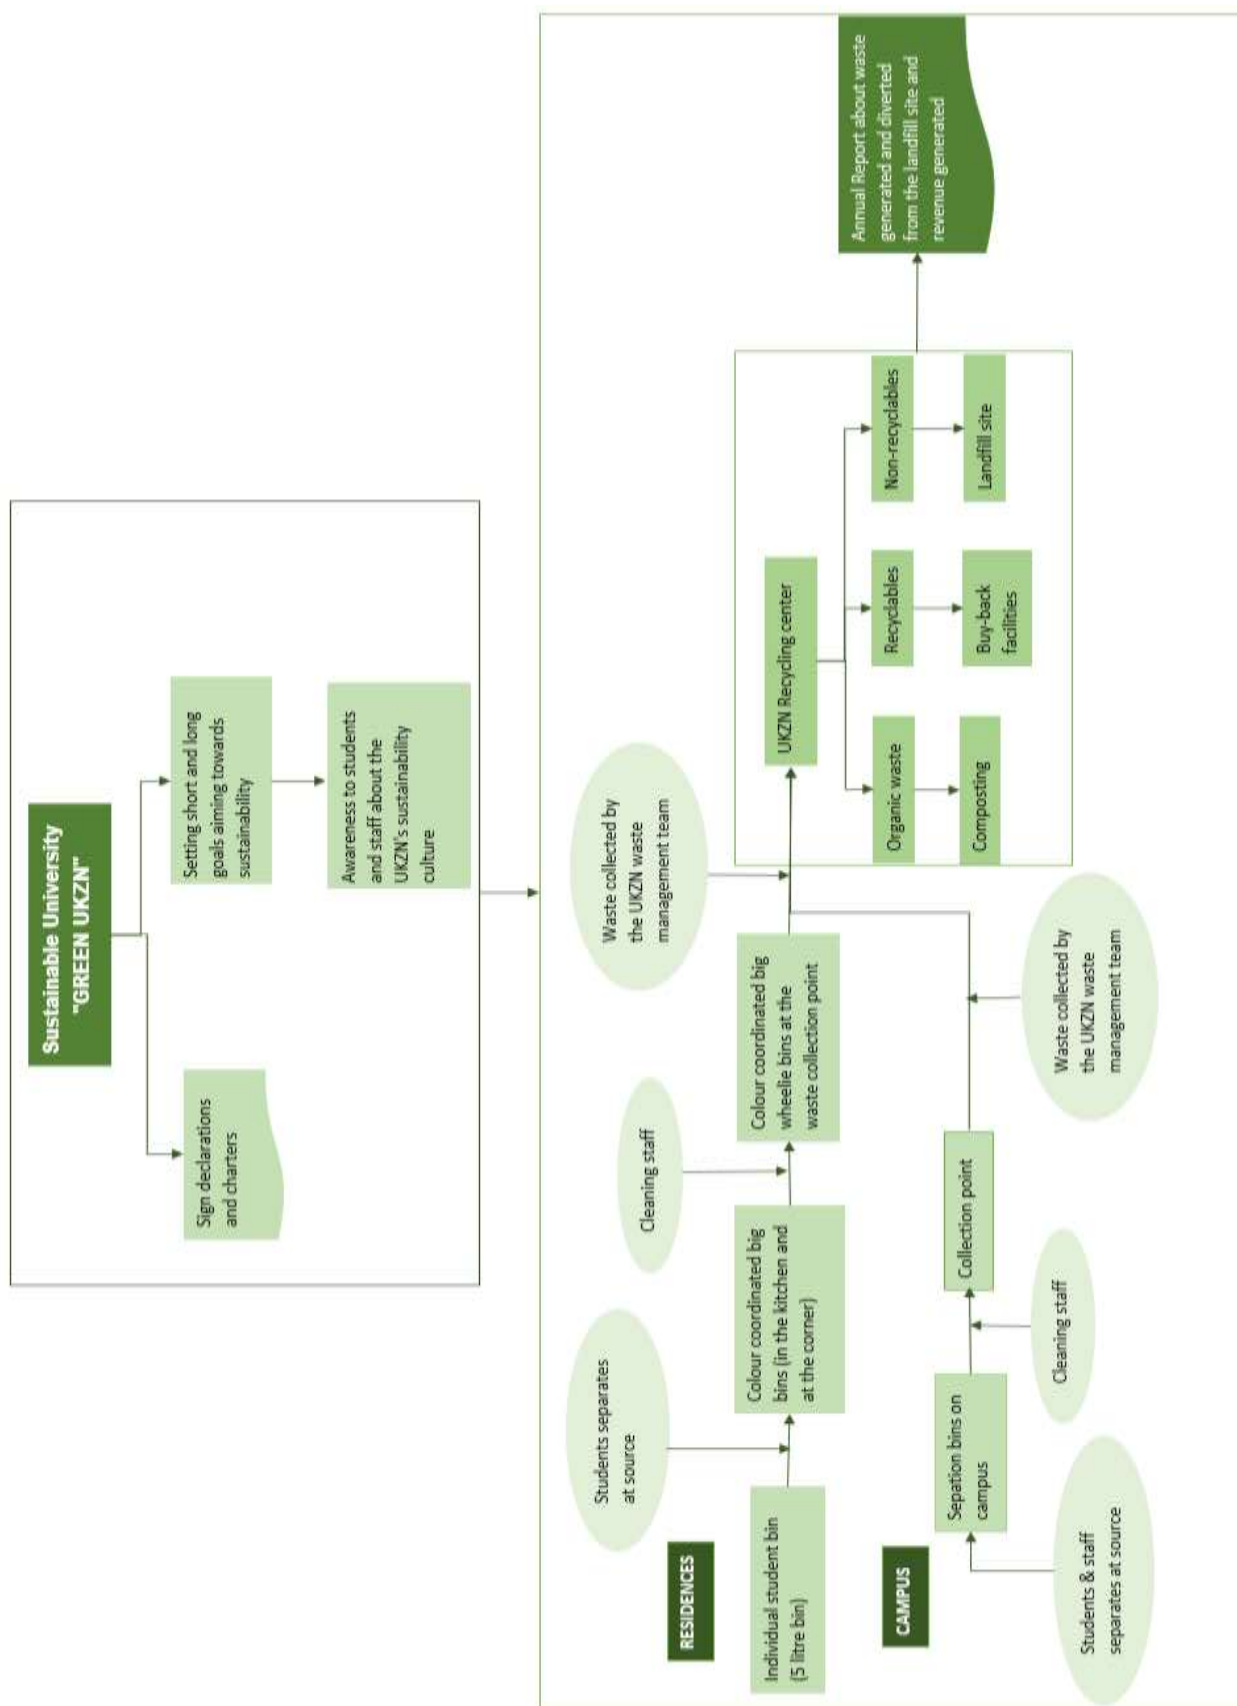 Sustainable University
"GREEN UKZN"
Sign declarations
and charters
Setting short and long
goals aiming towards
sustainability
Awareness to students
and staff about the
UKZN's sustainability
culture
RESIDENCES
Students separates
at source
Cleaning staff
Waste collected by
the UKZN waste
management team
Individual student bin
(5 litre bin)
Colour coordinated big
bins (in the kitchen and
at the corner)
Colour coordinated big
wheelie bins at the
waste collection point
UKZN Recycling center
Organic waste
Recyclables
Non-recyclables
Composting
Buy-back
facilities
Landfill site
Annual Report about waste
generated and diverted
from the landfill site and
revenue generated
CAMPUS
Sepation bins on
campus
Collection point
Students & staff
separates at source
Cleaning staff
Waste collected by
the UKZN waste
management team